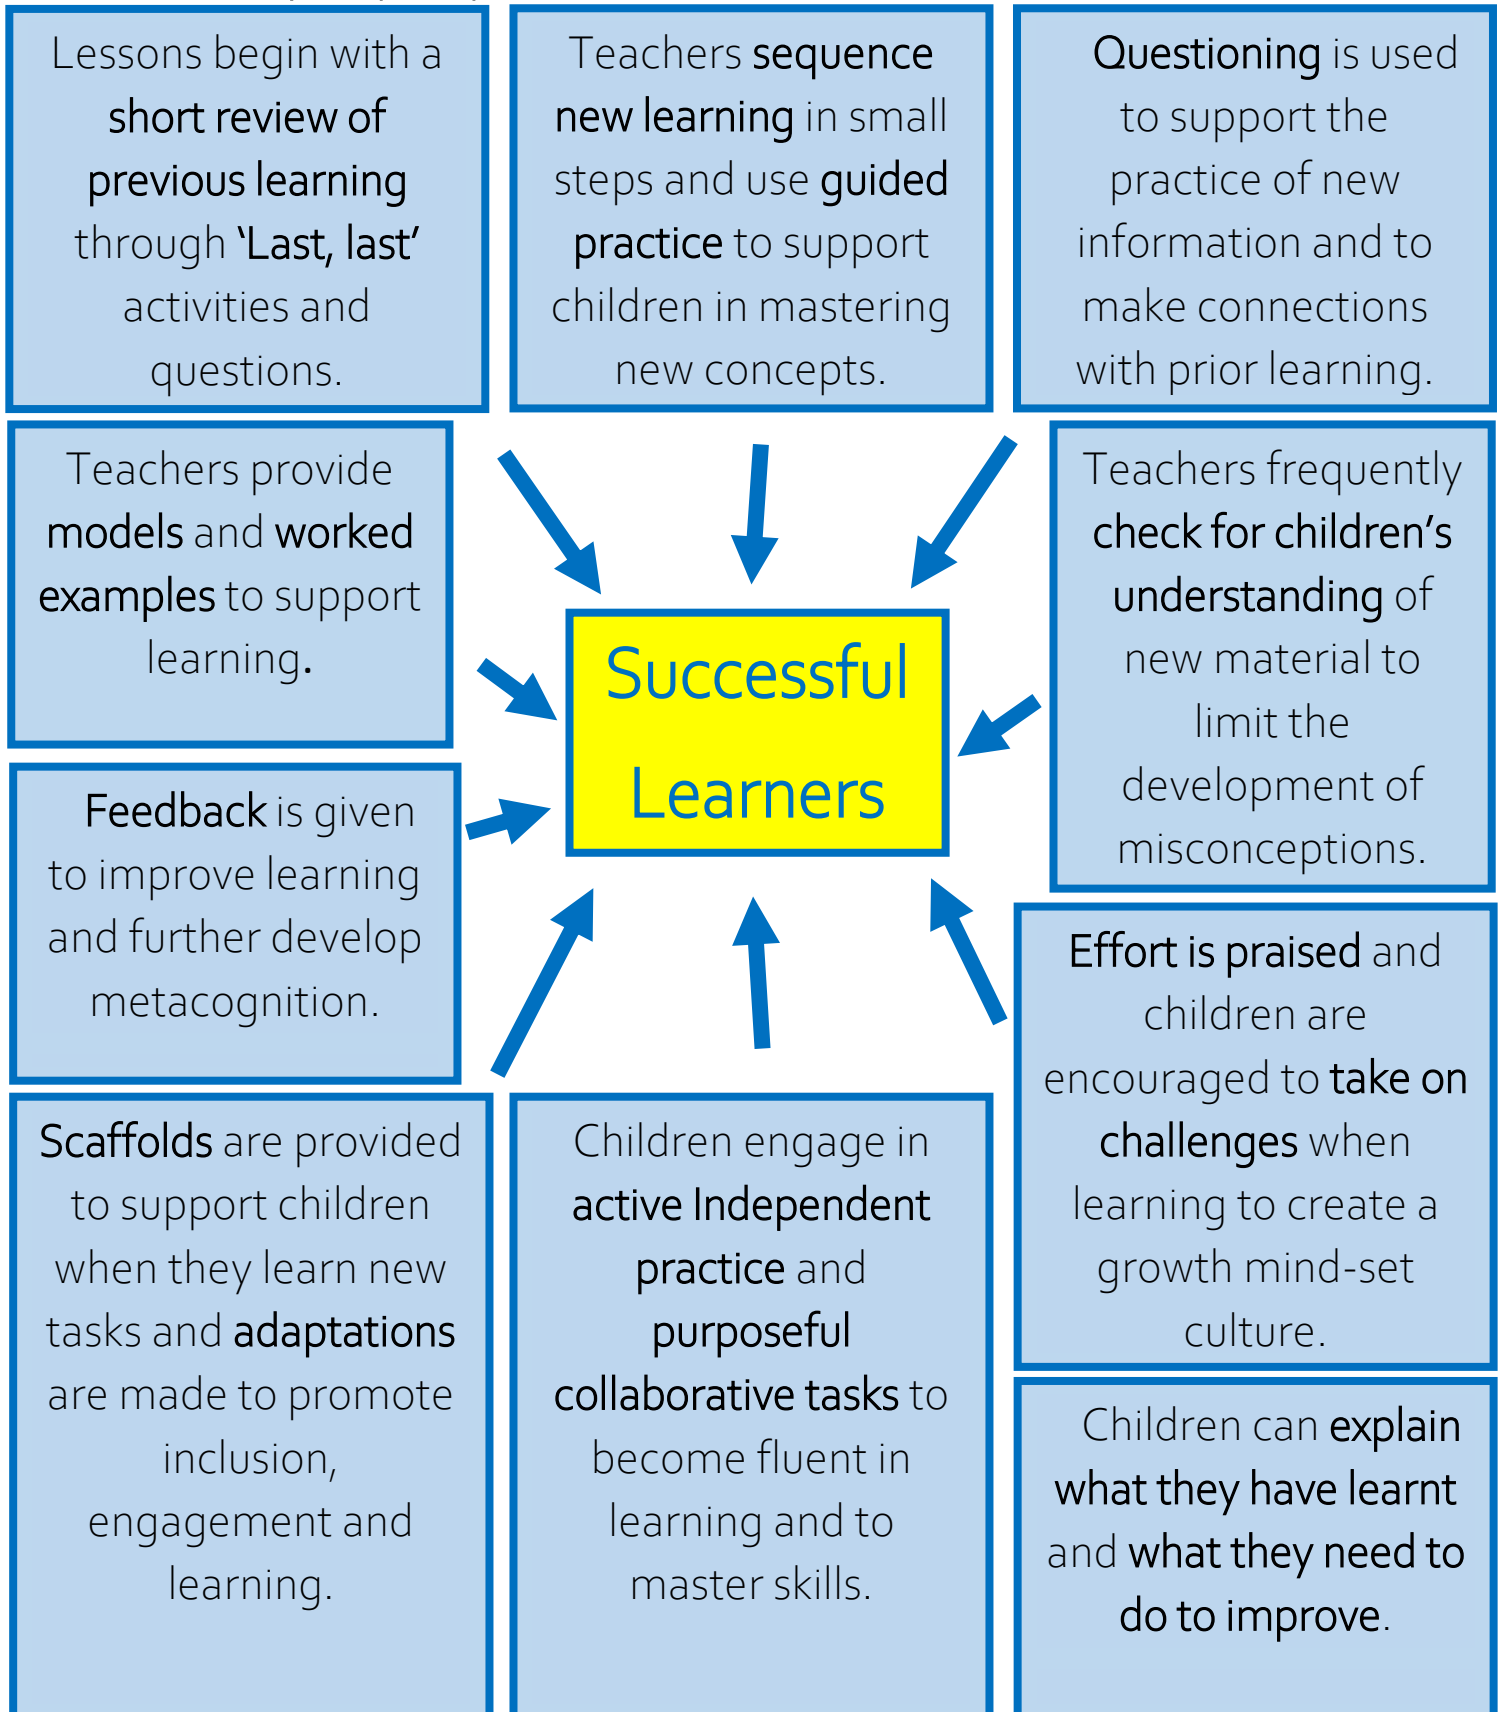 Lessons begin with a
short review of
previous learning
through ‘Last, last’
activities and
questions.
Teachers sequence
new learning in small
steps and use guided
practice to support
children in mastering
new concepts.
Questioning is used
to support the
practice of new
information and to
make connections
with prior learning.
Teachers provide
models and worked
examples to support
learning.
Teachers frequently
check for children’s
understanding of
new material to
limit the
development of
misconceptions.
Successful
Learners
Feedback is given
to improve learning
and further develop
metacognition.
Effort is praised and
children are
encouraged to take on
challenges when
learning to create a
growth mind-set
culture.
Scaffolds are provided
to support children
when they learn new
tasks and adaptations
are made to promote
inclusion,
engagement and
learning.
Children engage in
active Independent
practice and
purposeful
collaborative tasks to
become fluent in
learning and to
master skills.
Children can explain
what they have learnt
and what they need to
do to improve.